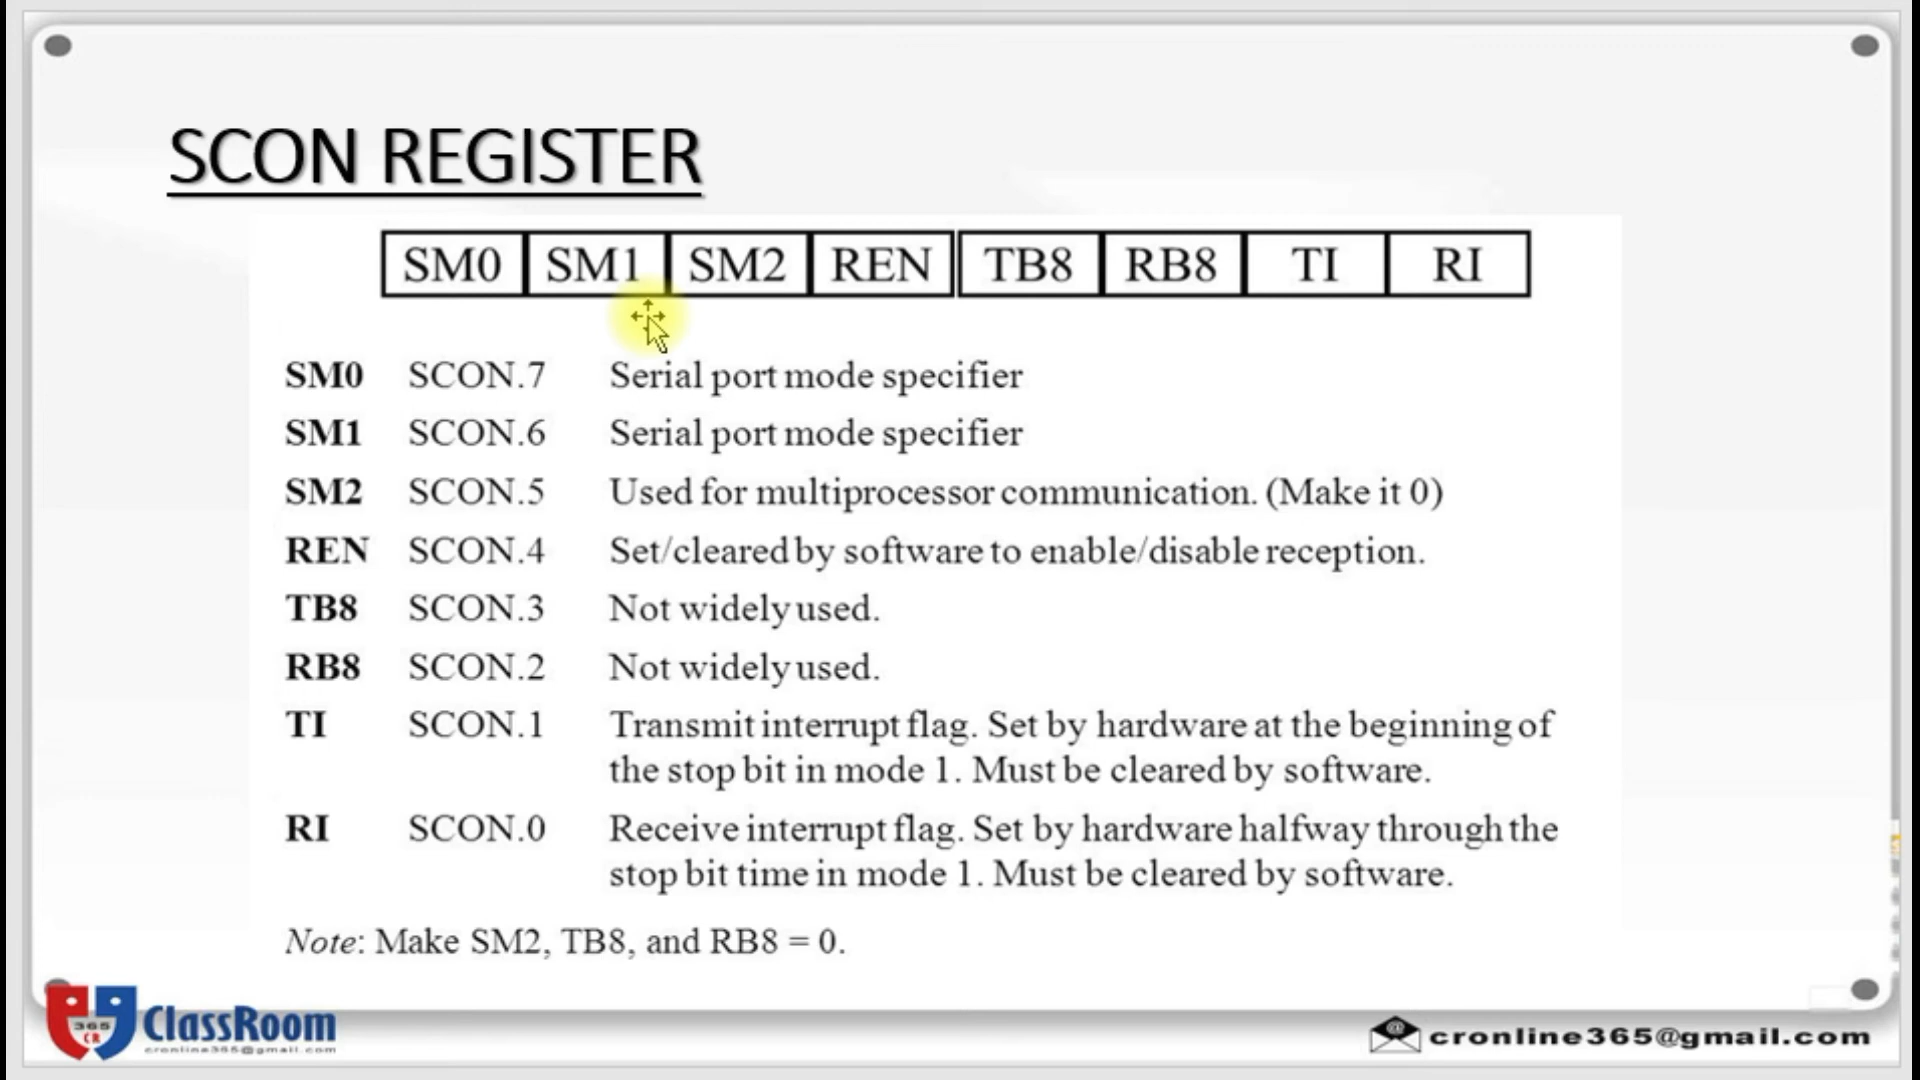 SCON REGISTER
SM0 SM1 SM2 REN TB8 RB8 TI RI
SM0 SCON.7 Serial port mode specifier
SM1 SCON.6 Serial port mode specifier
SM2 SCON.5 Used for multiprocessor communication. (Make it 0)
REN SCON.4 Set/cleared by software to enable/disable reception.
TB8 SCON.3 Not widely used.
RB8 SCON.2 Not widely used.
TI SCON.1 Transmit interrupt flag. Set by hardware at the beginning of
the stop bit in mode 1. Must be cleared by software.
RI SCON.0 Receive interrupt flag. Set by hardware halfway through the
stop bit time in mode 1. Must be cleared by software.
Note: Make SM2, TB8, and RB8 = 0.
365
CR
ClassRoom
cronline365@gmail.com
cronline365@gmail.com